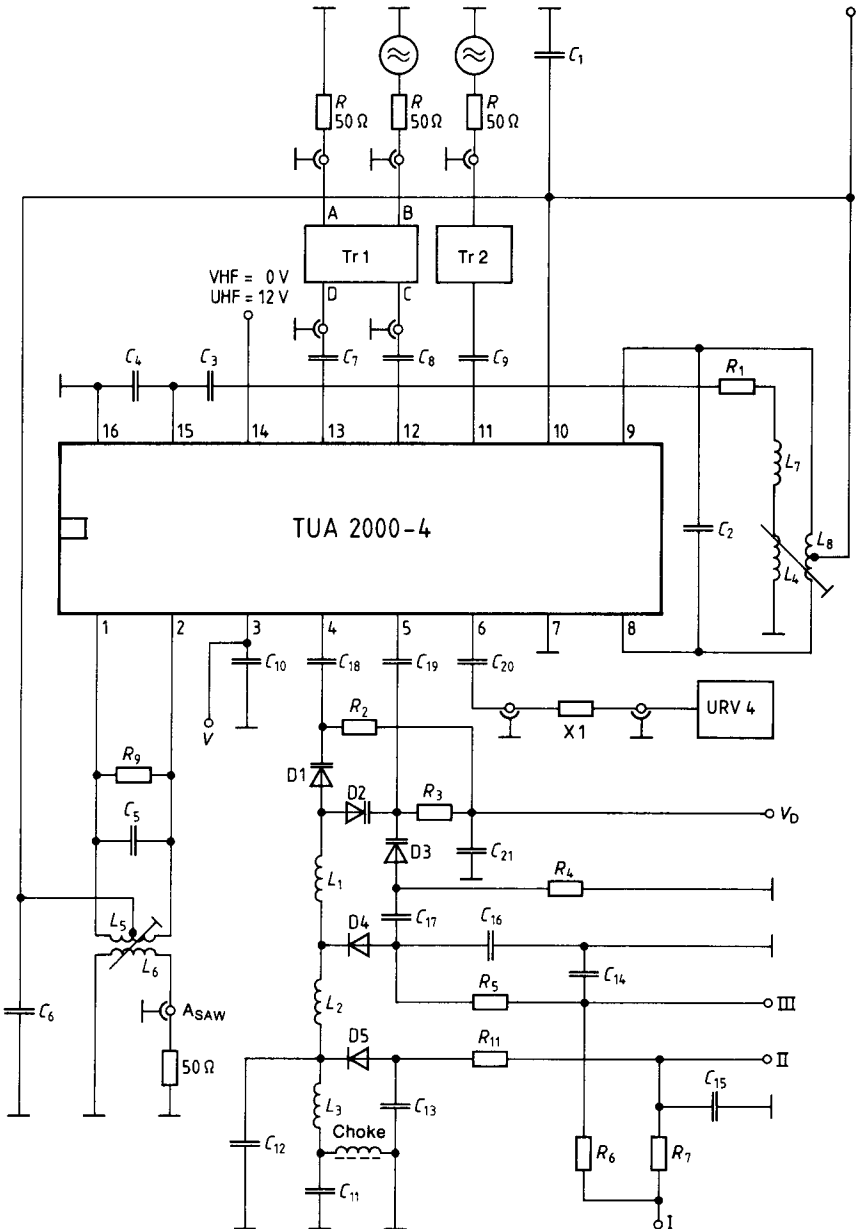 C1
R
50 Ω
R
50 Ω
R
50 Ω
A
B
Tr 1
Tr 2
D
C
VHF = 0 V
UHF = 12 V
C4
C3
C7
C8
C9
R1
16
15
14
13
12
11
10
9
L7
TUA 2000-4
C2
L8
L4
1
2
3
4
5
6
7
8
C10
C18
C19
C20
V
R2
X1
URV 4
R9
D1
D2
R3
VD
C5
D3
C21
L1
R4
L5
C17
C16
D4
L6
C14
C6
ASAW
L2
R5
III
50 Ω
D5
R11
II
L3
C13
C15
C12
Choke
R6
R7
C11
I